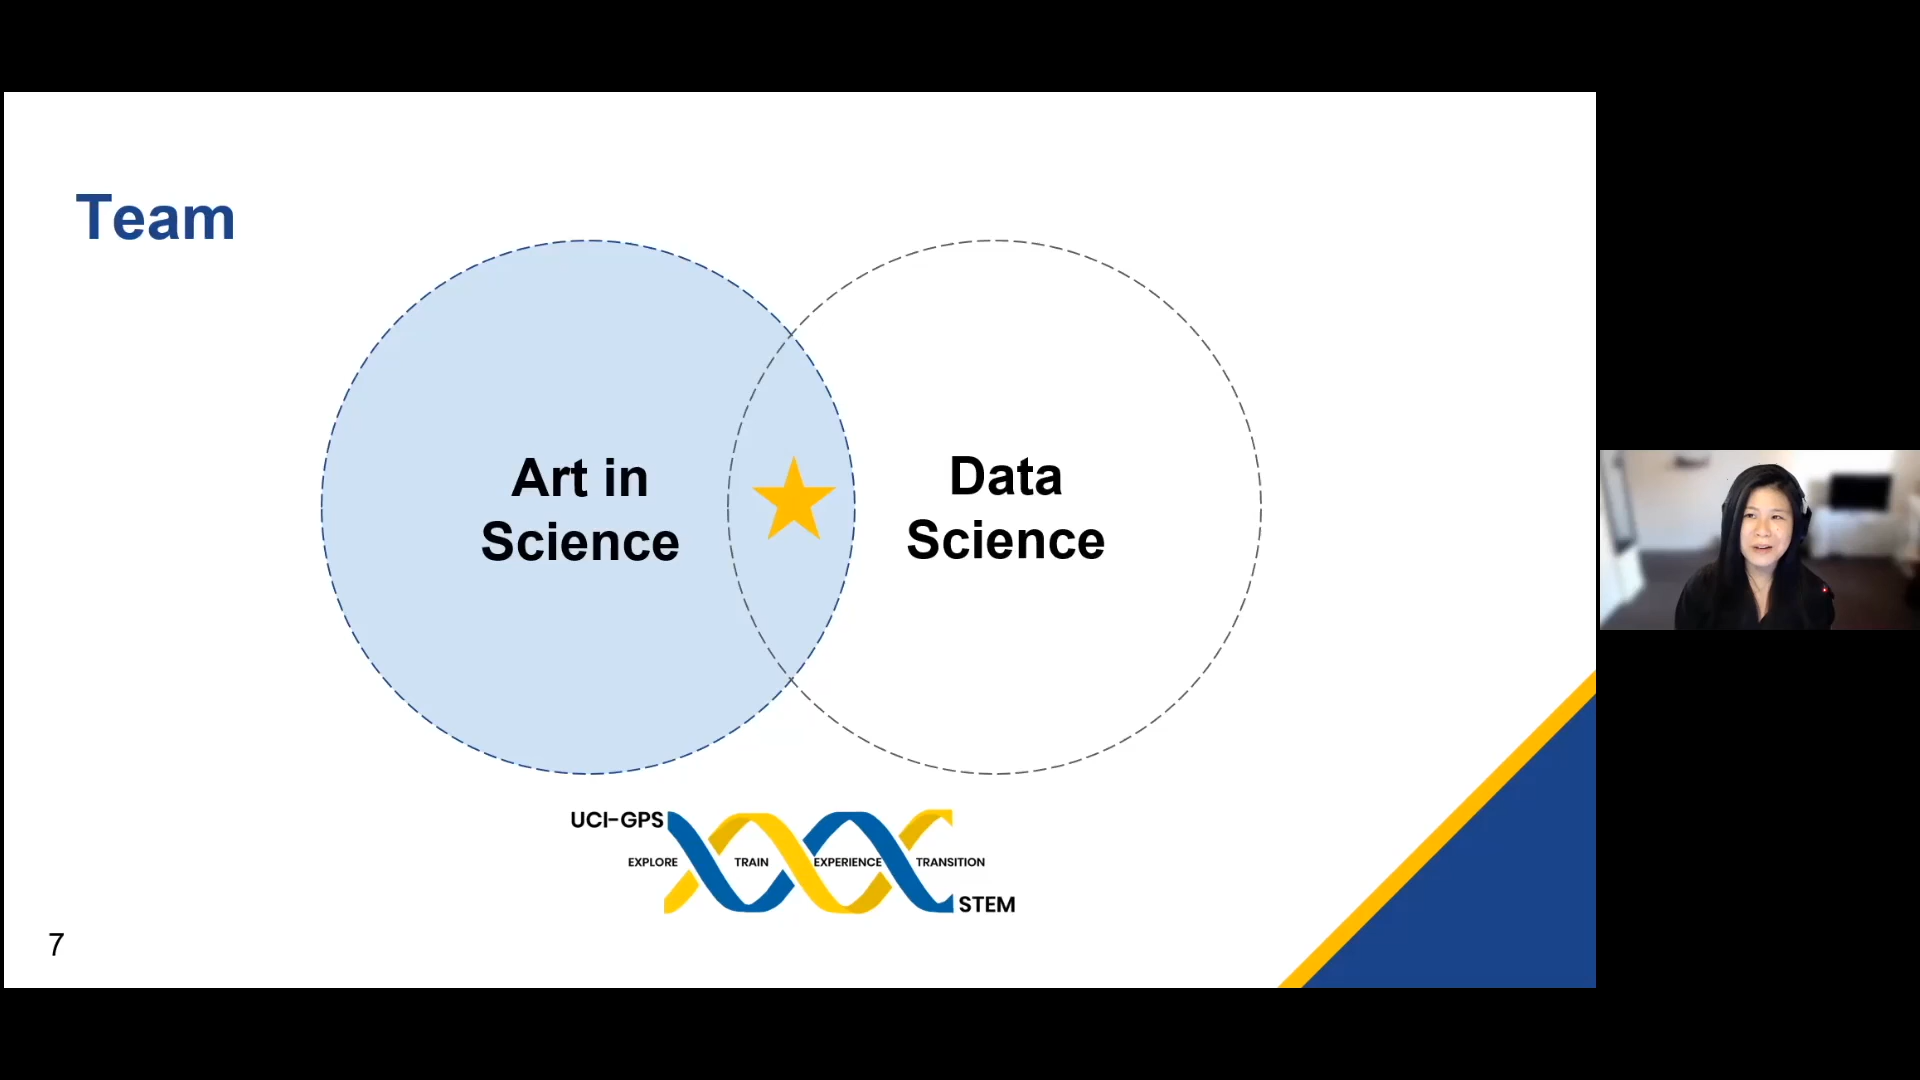 Team
Art in
Science
Data
Science
UCI-GPS
EXPLORE TRAIN EXPERIENCE TRANSITION
STEM
7